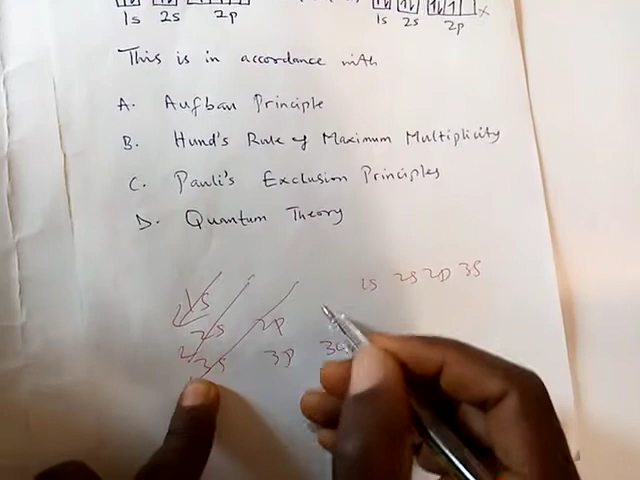 1s 2s 2p 1s 2s 2p x
This is in accordance with
A. Aufbau Principle
B. Hund's Rule of Maximum Multiplicity
C. Pauli's Exclusion Principles
D. Quantum Theory
1s 2s 2p 3s
1s
2s 2p
3s 3p